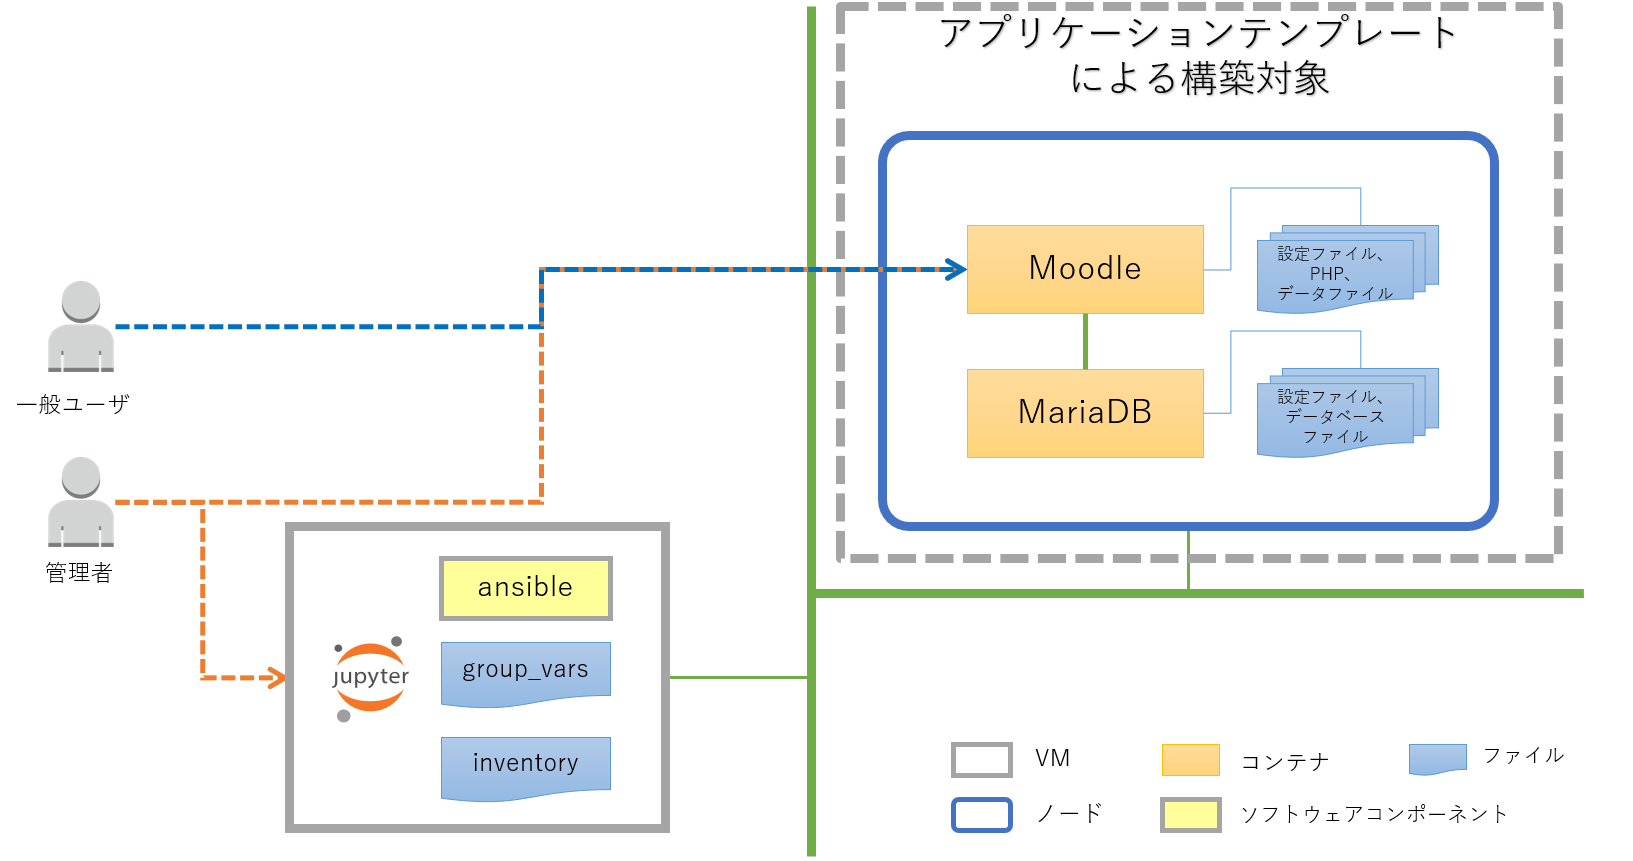 アプリケーションテンプレート
による構築対象
Moodle
設定ファイル、
PHP、
データファイル
MariaDB
設定ファイル、
データベース
ファイル
一般ユーザ
管理者
ansible
jupyter
group_vars
inventory
VM
コンテナ
ファイル
ノード
ソフトウェアコンポーネント